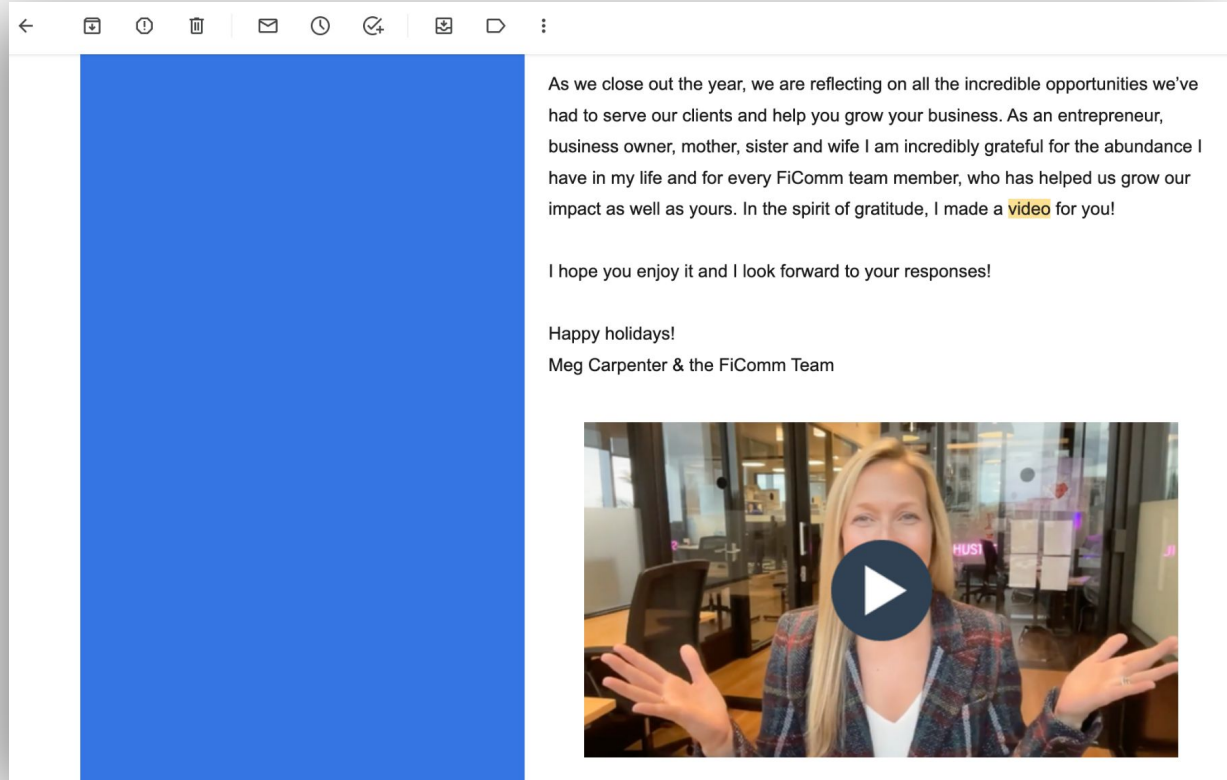 As we close out the year, we are reflecting on all the incredible opportunities we’ve
had to serve our clients and help you grow your business. As an entrepreneur,
business owner, mother, sister and wife I am incredibly grateful for the abundance I
have in my life and for every FiComm team member, who has helped us grow our
impact as well as yours. In the spirit of gratitude, I made a video for you!
I hope you enjoy it and I look forward to your responses!
Happy holidays!
Meg Carpenter & the FiComm Team